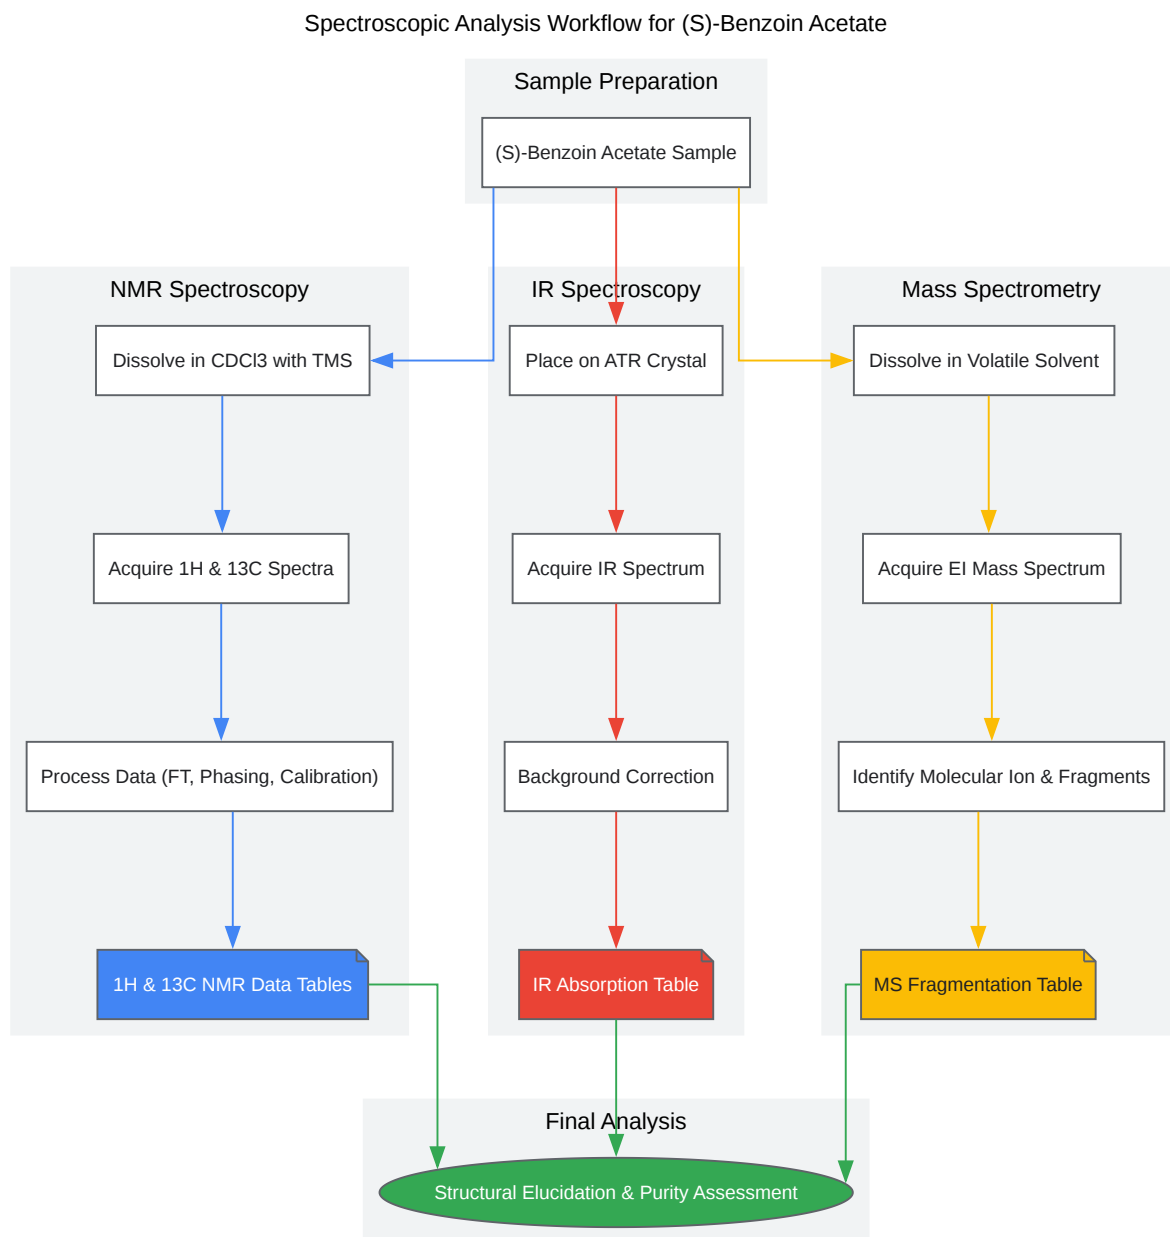 Spectroscopic Analysis Workflow for (S)-Benzoin Acetate
Sample Preparation
(S)-Benzoin Acetate Sample
NMR Spectroscopy
Dissolve in CDCl3 with TMS
Acquire 1H & 13C Spectra
Process Data (FT, Phasing, Calibration)
1H & 13C NMR Data Tables
IR Spectroscopy
Place on ATR Crystal
Acquire IR Spectrum
Background Correction
IR Absorption Table
Mass Spectrometry
Dissolve in Volatile Solvent
Acquire EI Mass Spectrum
Identify Molecular Ion & Fragments
MS Fragmentation Table
Final Analysis
Structural Elucidation & Purity Assessment